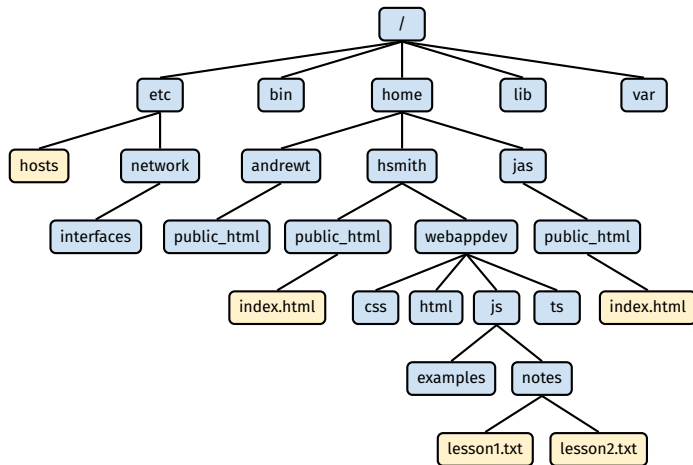 /
etc
bin
home
lib
var
hosts
network
andrewt
hsmith
jas
interfaces
public_html
public_html
webappdev
public_html
index.html
css
html
js
ts
index.html
examples
notes
lesson1.txt
lesson2.txt